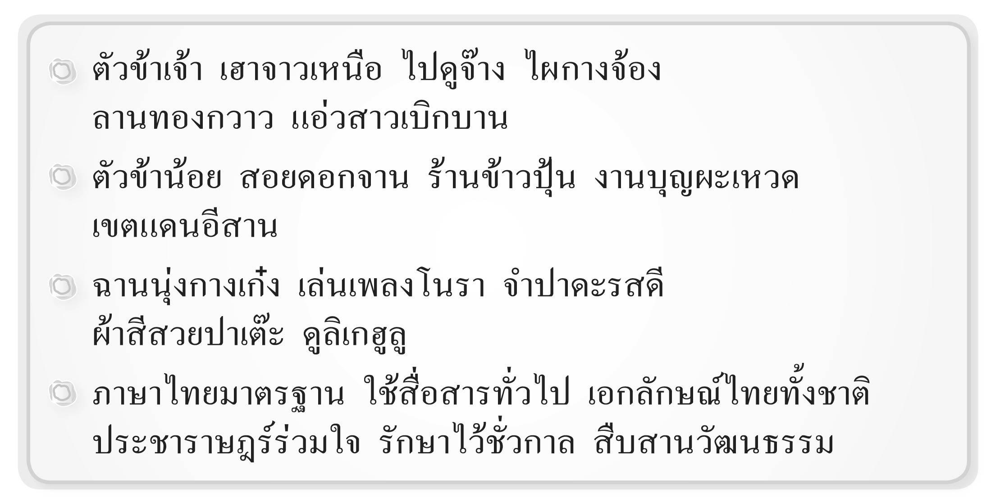 ตัวข้าเจ้า เฮาจาวเหนือ ไปดูจ๊าง ไผกางจ้อง
ลานทองกวาว แอ่วสาวเบิกบาน
ตัวข้าน้อย สอยดอกจาน ร้านข้าวปุ้น งานบุญผะเหวด
เขตแดนอีสาน
ฉานนุ่งกางเก๋ง เล่นเพลงโนรา จำปาดะรสดี
ผ้าสีสวยปาเต๊ะ ดูลิเกฮูลู
ภาษาไทยมาตรฐาน ใช้สื่อสารทั่วไป เอกลักษณ์ไทยทั้งชาติ
ประชาราษฎร์ร่วมใจ รักษาไว้ชั่วกาล สืบสานวัฒนธรรม